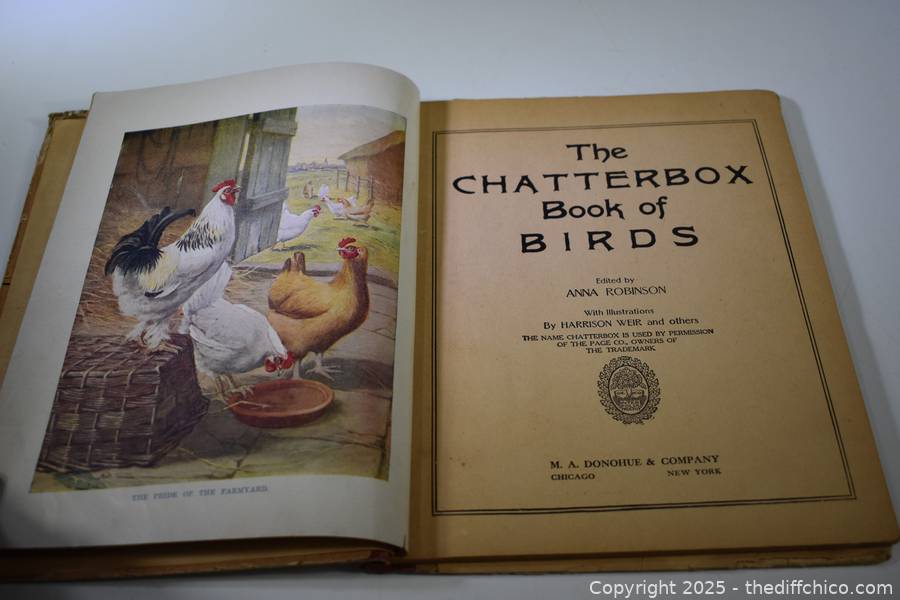 THE PRIDE OF THE FARMYARD.
The
CHATTERBOX
Book of
BIRDS
Edited by
ANNA ROBINSON
With Illustrations
By HARRISON WEIR and others
THE NAME CHATTERBOX IS USED BY PERMISSION
OF THE PAGE CO., OWNERS OF
THE TRADEMARK
M. A. DONOHUE & COMPANY
CHICAGO NEW YORK
Copyright 2025 - thediffchico.com